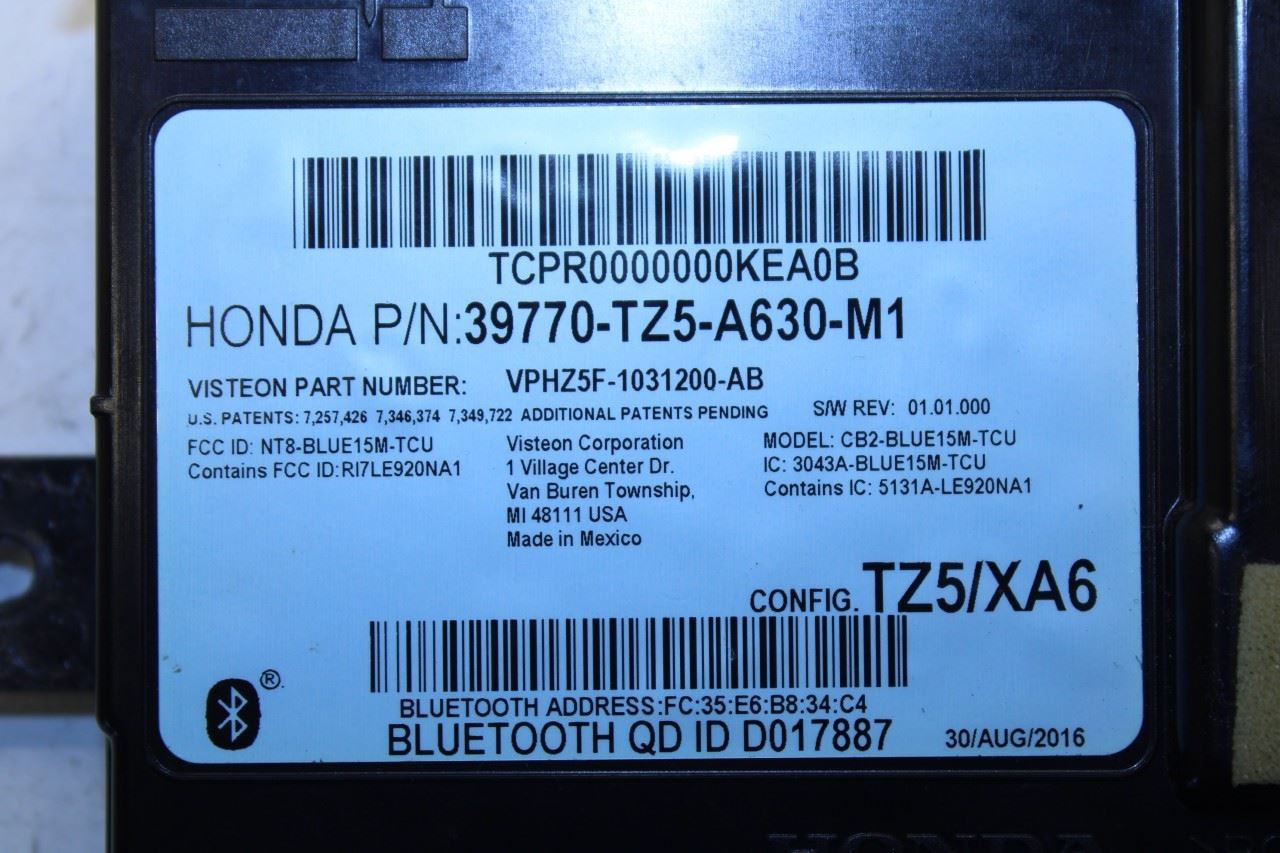 TCPR0000000KEA0B
HONDA P/N:39770-TZ5-A630-M1
VISTEON PART NUMBER: VPHZ5F-1031200-AB
U.S. PATENTS: 7,257,426 7,346,374 7,349,722 ADDITIONAL PATENTS PENDING S/W REV: 01.01.000
FCC ID: NT8-BLUE15M-TCU Visteon Corporation MODEL: CB2-BLUE15M-TCU
Contains FCC ID:RI7LE920NA1 1 Village Center Dr. IC: 3043A-BLUE15M-TCU
Van Buren Township, Contains IC: 5131A-LE920NA1
MI 48111 USA
Made in Mexico
CONFIG. TZ5/XA6
®.
BLUETOOTH ADDRESS:FC:35:E6:B8:34:C4
BLUETOOTH QD ID D017887 30/AUG/2016
HONDA